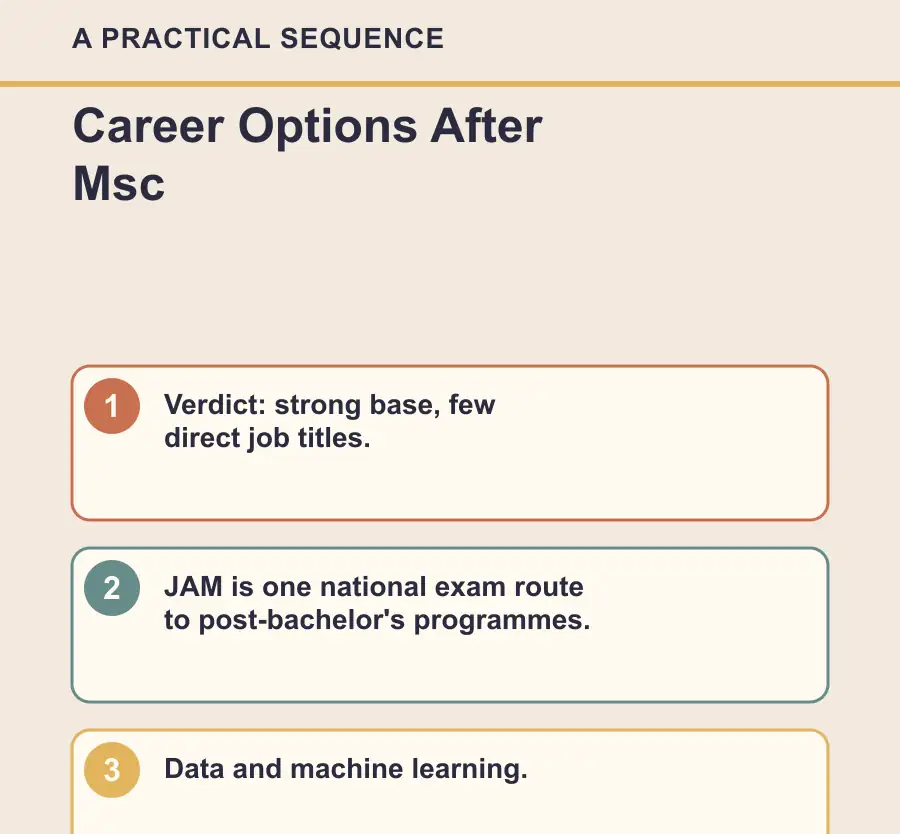 A PRACTICAL SEQUENCE
Career Options After
Msc
1
Verdict: strong base, few
direct job titles.
2
JAM is one national exam route
to post-bachelor's programmes.
3
Data and machine learning.